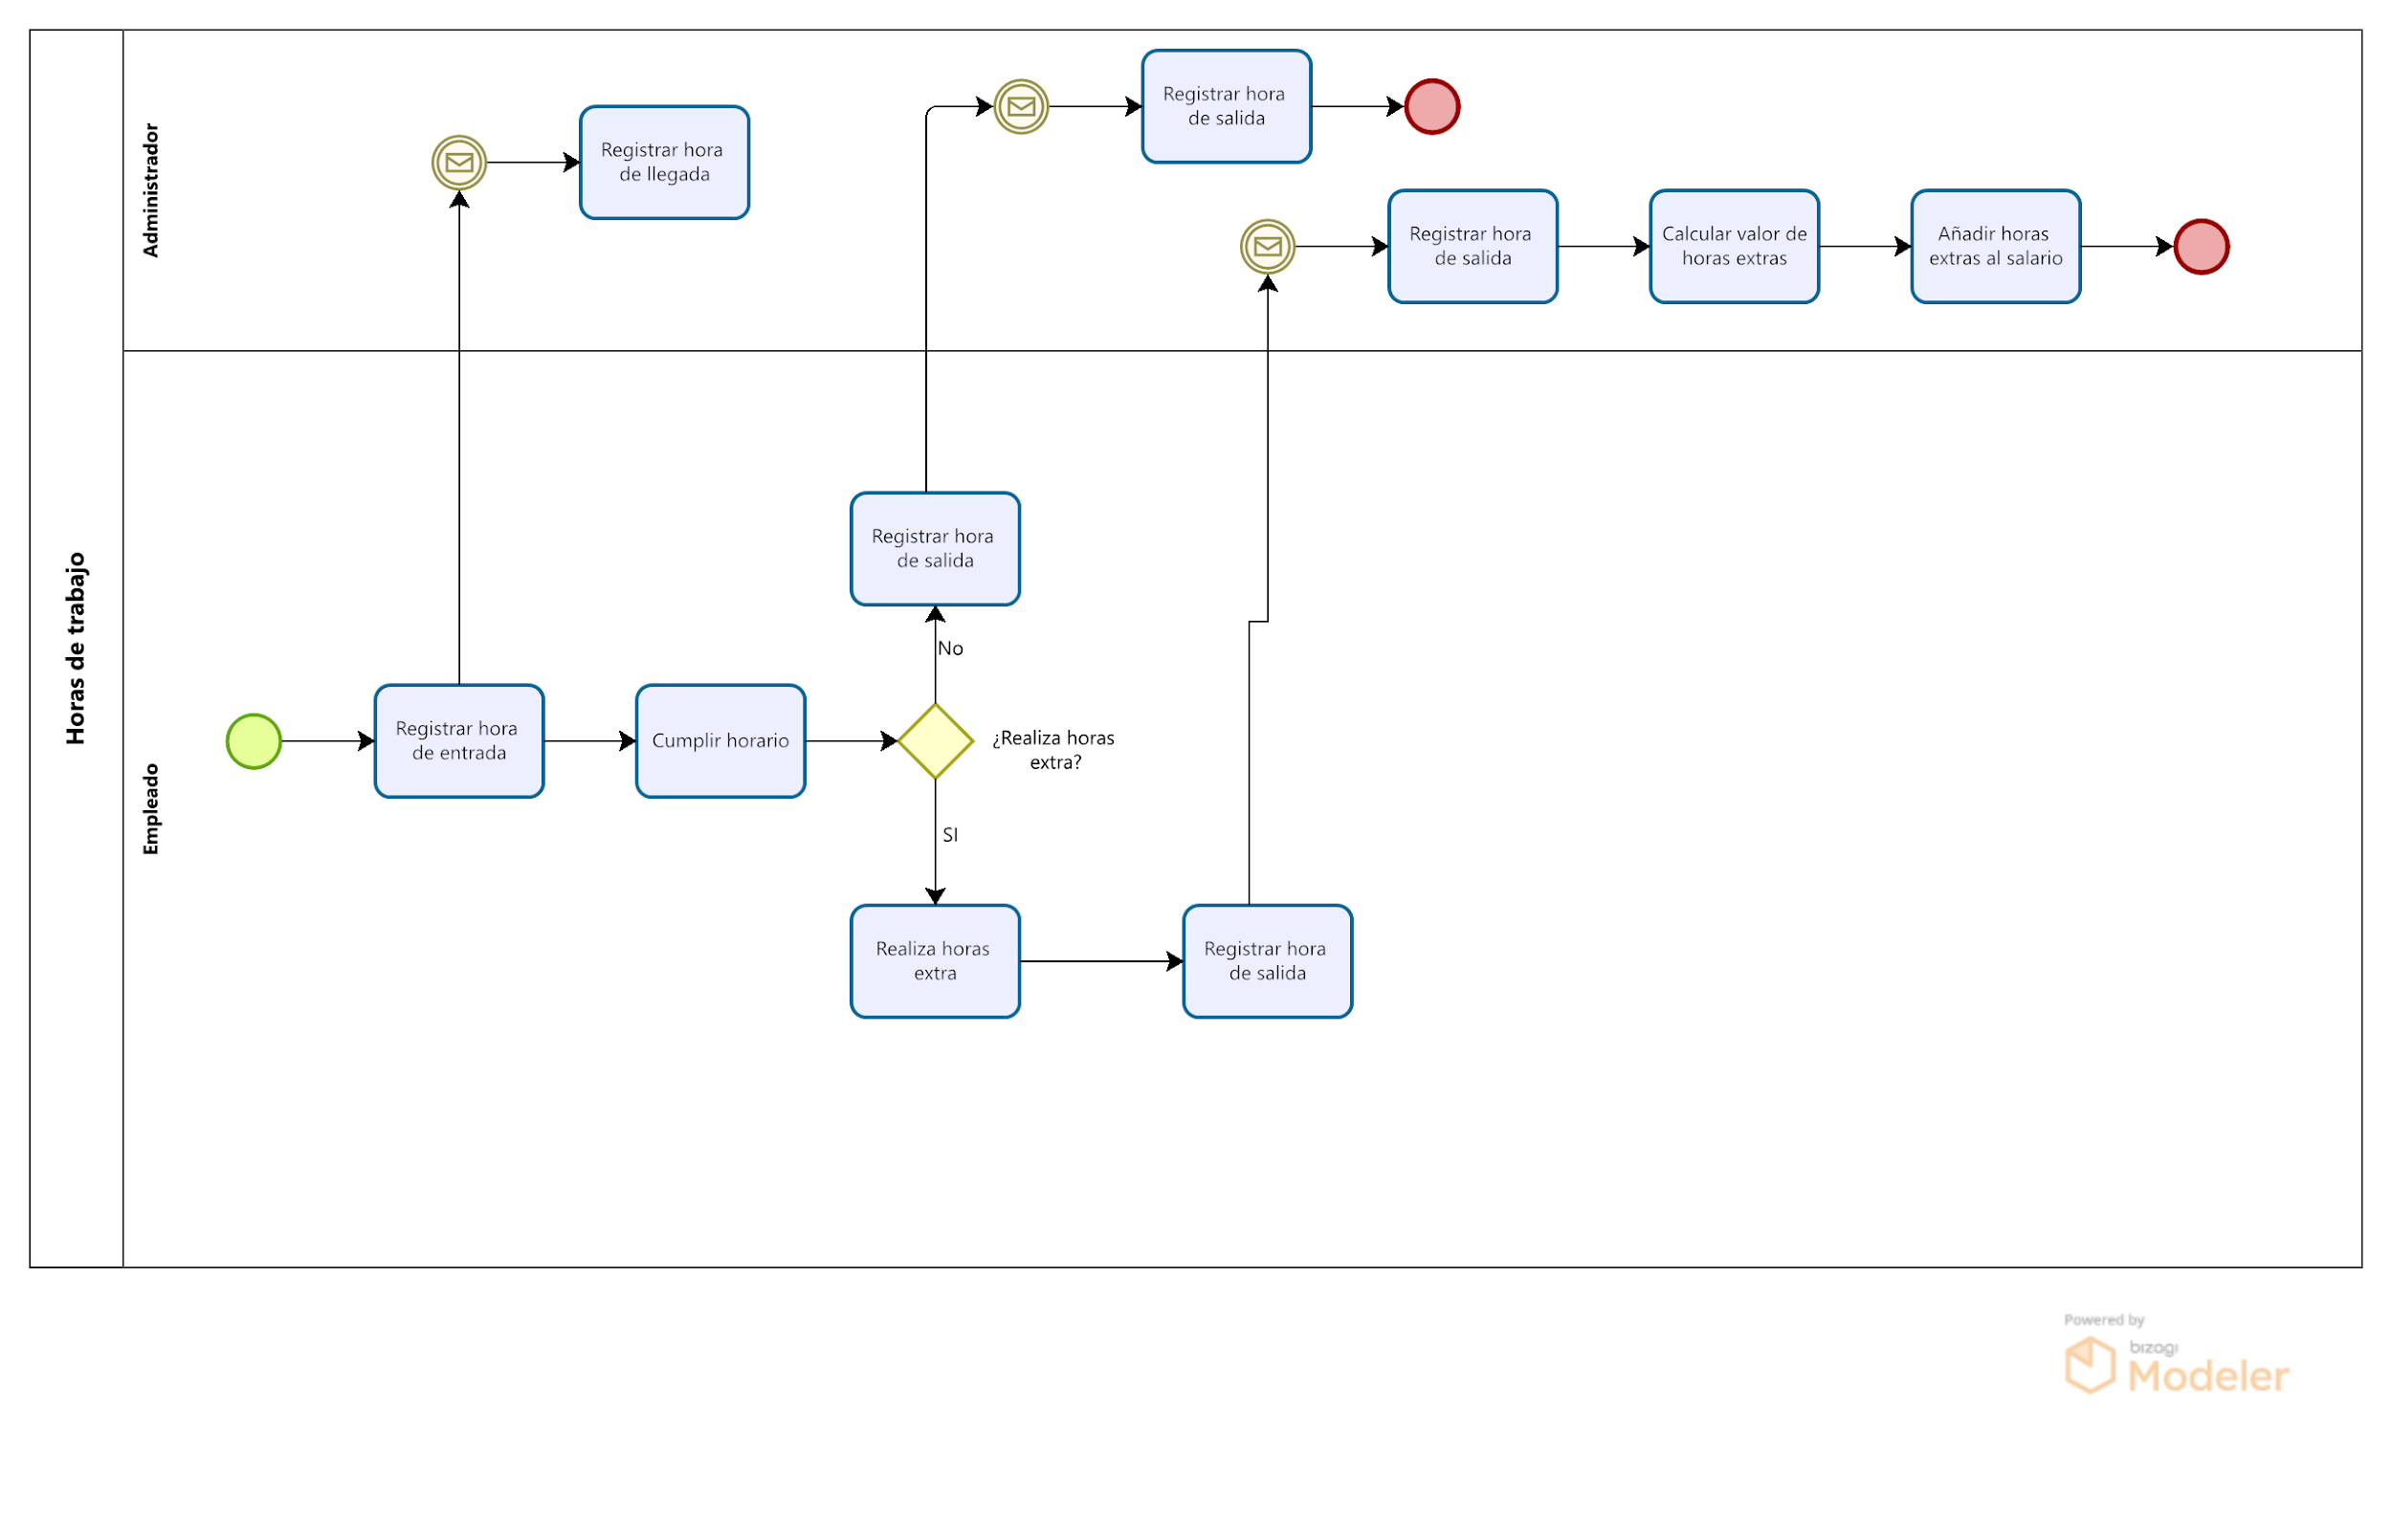 Horas de trabajo
Administrador
Registrar hora
de llegada
Registrar hora
de salida
Registrar hora
de salida
Calcular valor de
horas extras
Añadir horas
extras al salario
Empleado
Registrar hora
de entrada
Cumplir horario
¿Realiza horas
extra?
No
Registrar hora
de salida
SI
Realiza horas
extra
Registrar hora
de salida
Powered by
bizagi
Modeler